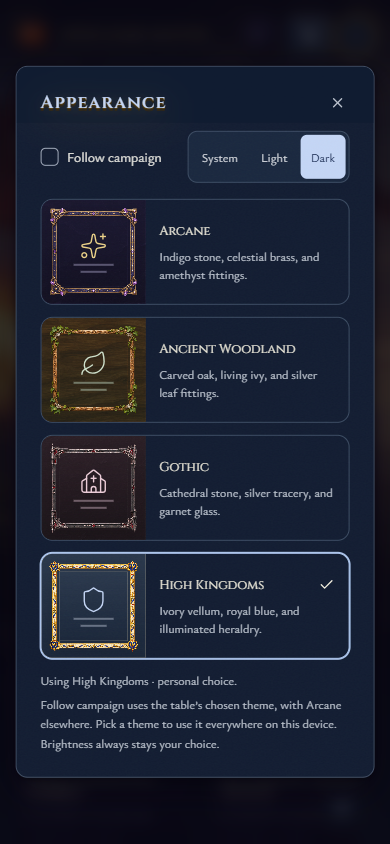 Appearance
Follow campaign
System
Light
Dark
Arcane
Indigo stone, celestial brass, and
amethyst fittings.
Ancient Woodland
Carved oak, living ivy, and silver
leaf fittings.
Gothic
Cathedral stone, silver tracery, and
garnet glass.
High Kingdoms
Ivory vellum, royal blue, and
illuminated heraldry.
Using High Kingdoms · personal choice.
Follow campaign uses the table's chosen theme, with Arcane
elsewhere. Pick a theme to use it everywhere on this device.
Brightness always stays your choice.